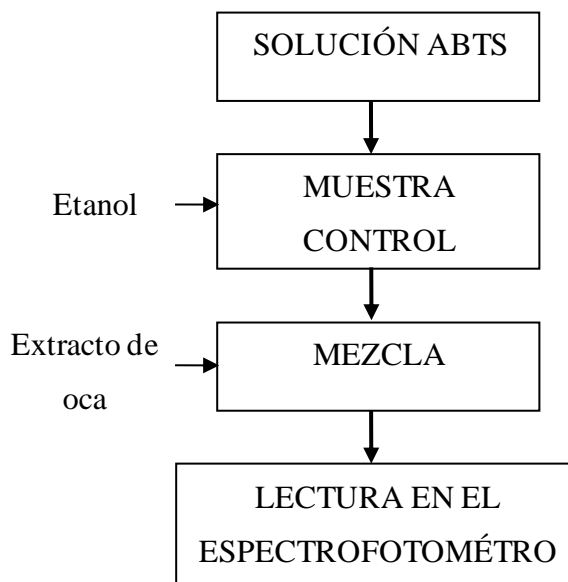 SOLUCIÓN ABTS
Etanol
MUESTRA
CONTROL
Extracto de
oca
MEZCLA
LECTURA EN EL
ESPECTROFOTOMÉTRO